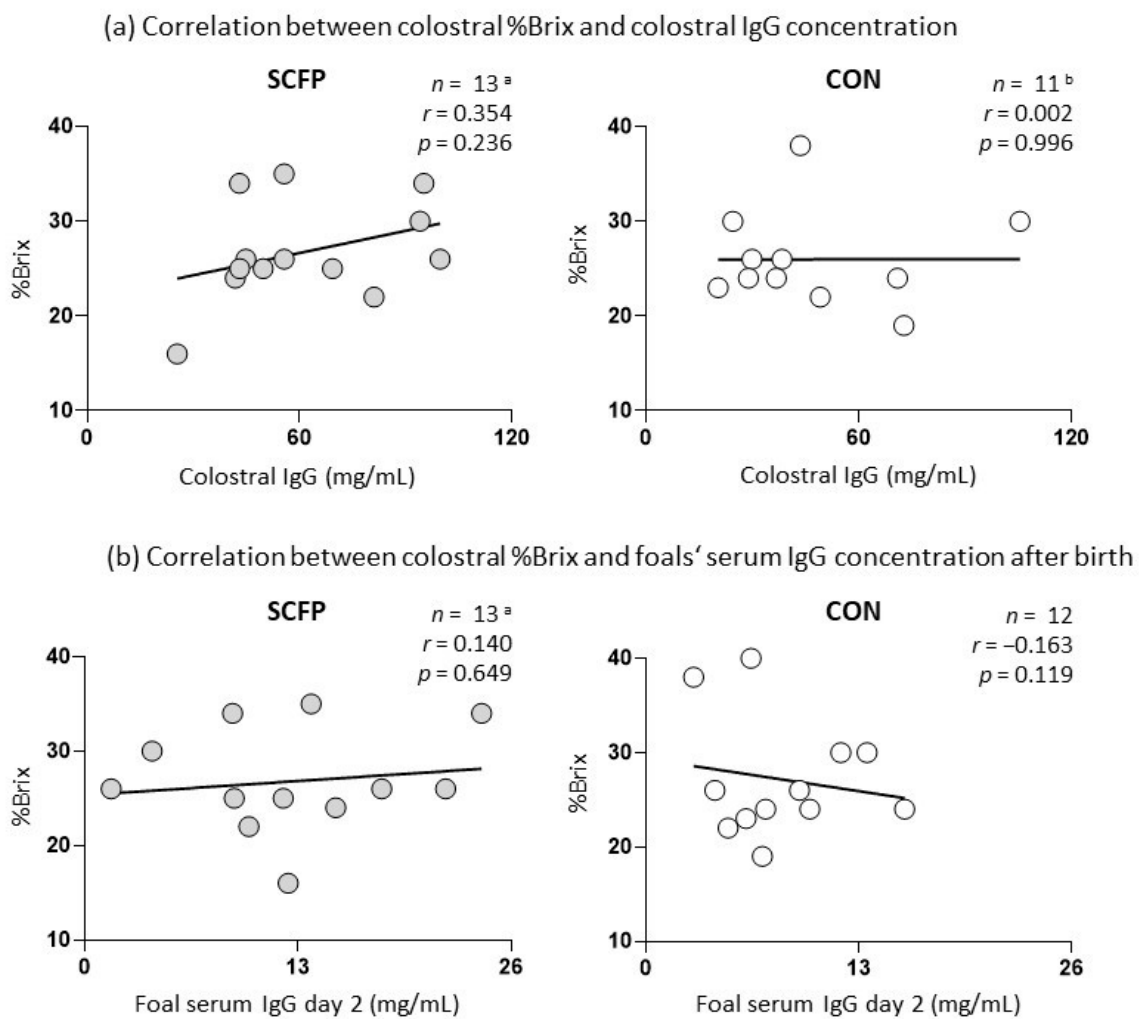 (a) Correlation between colostral %Brix and colostral IgG concentration
SCFP
n = 13 ᵃ
r = 0.354
p = 0.236
40
30
20
10
%Brix
0
60
120
Colostral IgG (mg/mL)
CON
n = 11 ᵇ
r = 0.002
p = 0.996
40
30
20
10
%Brix
0
60
120
Colostral IgG (mg/mL)
(b) Correlation between colostral %Brix and foals‘ serum IgG concentration after birth
SCFP
n = 13 ᵃ
r = 0.140
p = 0.649
40
30
20
10
%Brix
0
13
26
Foal serum IgG day 2 (mg/mL)
CON
n = 12
r = −0.163
p = 0.119
40
30
20
10
%Brix
0
13
26
Foal serum IgG day 2 (mg/mL)